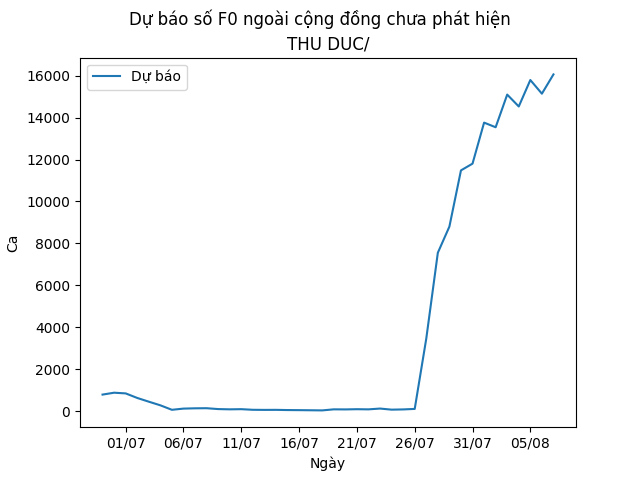 Dự báo số F0 ngoài cộng đồng chưa phát hiện
THU DUC/
Dự báo
16000
14000
12000
10000
8000
6000
4000
2000
0
Ca
01/07 06/07 11/07 16/07 21/07 26/07 31/07 05/08
Ngày